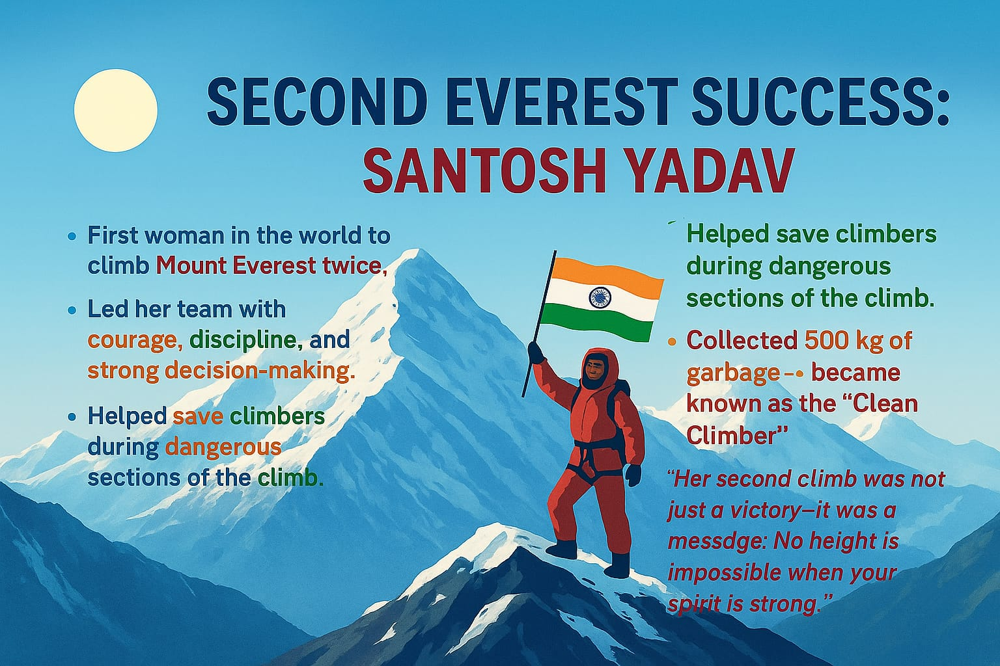 SECOND EVEREST SUCCESS:
SANTOSH YADAV
• First woman in the world to
climb Mount Everest twice,
• Led her team with
courage, discipline, and
strong decision-making.
• Helped save climbers
during dangerous
sections of the climb.
Helped save climbers
during dangerous
sections of the climb.
• Collected 500 kg of
garbage–• became
known as the “Clean
Climber”
“Her second climb was not
just a victory—it was a
messdge: No height is
impossible when your
spirit is strong.”